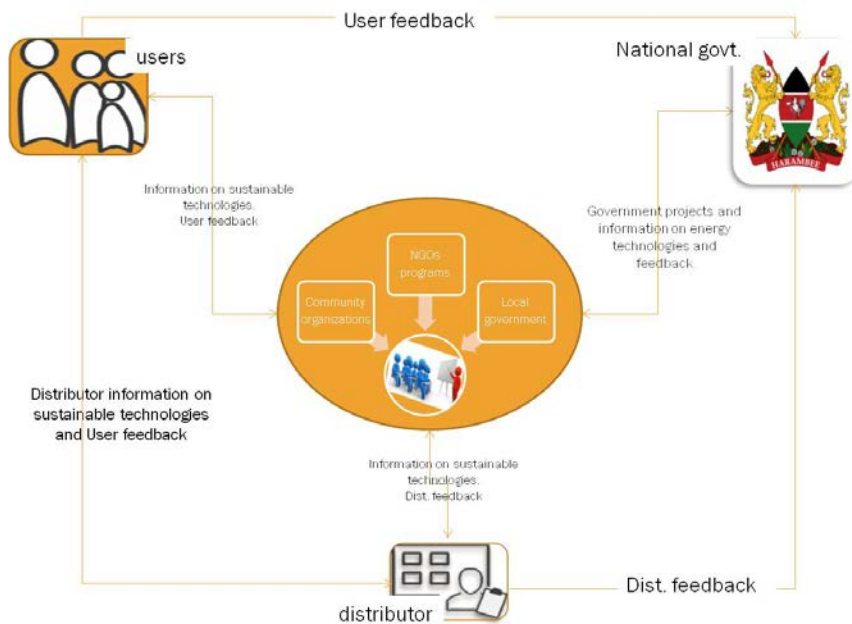 User feedback
users
National govt.
HARAMBEE
Information on sustainable
technologies.
User feedback
Government projects and
information on energy
technologies and
feedback
NGOs
programs
Community
organizations
Local
government
Distributor information on
sustainable technologies
and User feedback
Information on sustainable
technologies.
Dist. feedback
Dist. feedback
distributor